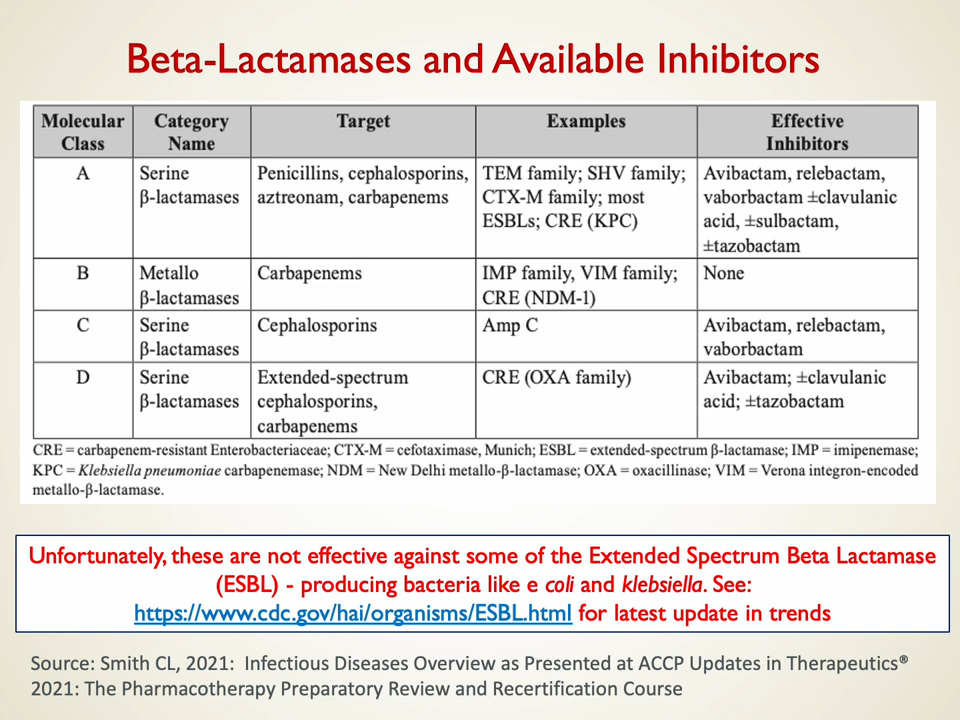 Beta-Lactamases and Available Inhibitors
Molecular Class | Category Name | Target | Examples | Effective Inhibitors
A | Serine β-lactamases | Penicillins, cephalosporins, aztreonam, carbapenems | TEM family; SHV family; CTX-M family; most ESBLs; CRE (KPC) | Avibactam, relebactam, vaborbactam ±clavulanic acid, ±sulbactam, ±tazobactam
B | Metallo β-lactamases | Carbapenems | IMP family, VIM family; CRE (NDM-1) | None
C | Serine β-lactamases | Cephalosporins | Amp C | Avibactam, relebactam, vaborbactam
D | Serine β-lactamases | Extended-spectrum cephalosporins, carbapenems | CRE (OXA family) | Avibactam; ±clavulanic acid; ±tazobactam
CRE = carbapenem-resistant Enterobacteriaceae; CTX-M = cefotaximase, Munich; ESBL = extended-spectrum β-lactamase; IMP = imipenemase;
KPC = Klebsiella pneumoniae carbapenemase; NDM = New Delhi metallo-β-lactamase; OXA = oxacillinase; VIM = Verona integron-encoded
metallo-β-lactamase.
Unfortunately, these are not effective against some of the Extended Spectrum Beta Lactamase
(ESBL) - producing bacteria like e coli and klebsiella. See:
https://www.cdc.gov/hai/organisms/ESBL.html for latest update in trends
Source: Smith CL, 2021: Infectious Diseases Overview as Presented at ACCP Updates in Therapeutics®
2021: The Pharmacotherapy Preparatory Review and Recertification Course